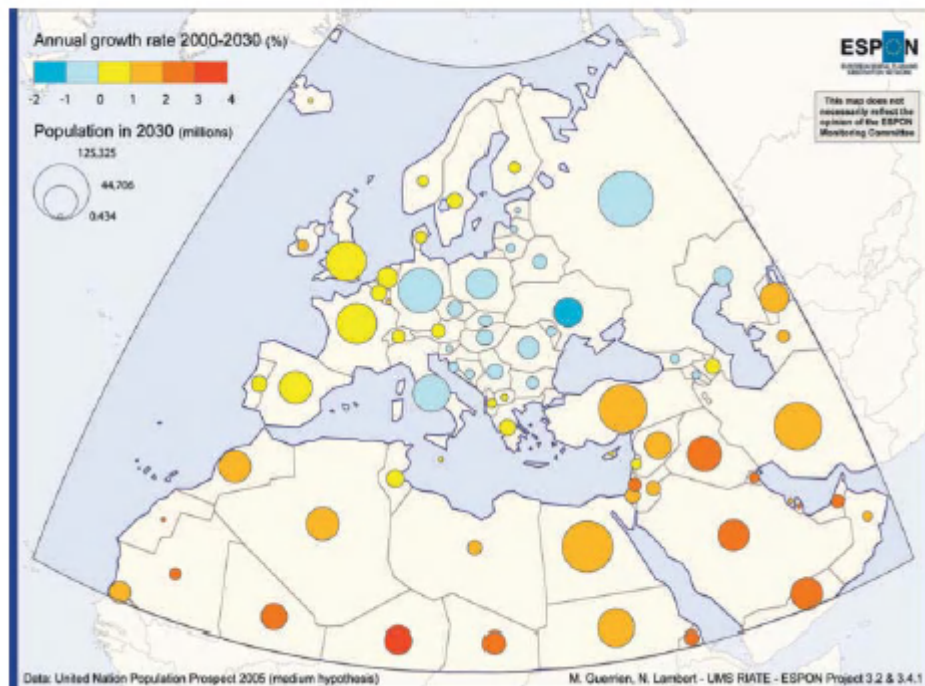 Annual growth rate 2000-2030 (%)
-2 -1 0 1 2 3 4
Population in 2030 (millions)
125,325
44,706
0.434
ESPON
This map does not
necessarily reflect the
opinion of the ESPON
Monitoring Committee
Data: United Nation Population Prospect 2005 (medium hypothesis)
M. Guerrien, N. Lambert - UMS RIATE - ESPON Project 3.2 & 3.4.1